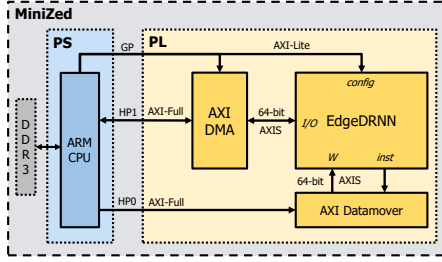 MiniZed
PS
PL
GP
AXI-Lite
config
HP1
AXI-Full
AXI
DMA
64-bit
AXIS
I/O
EdgeDRNN
DDR3
ARM
CPU
W
inst
64-bit
AXIS
HP0
AXI-Full
AXI Datamover